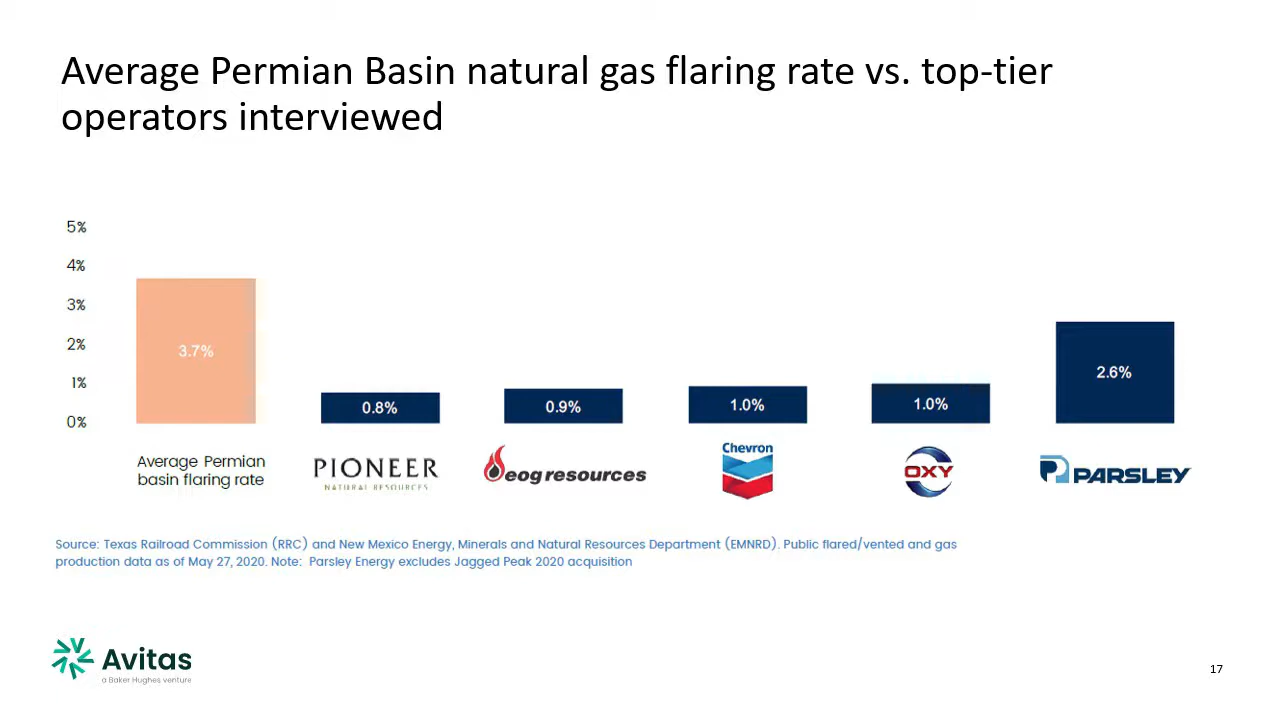 Average Permian Basin natural gas flaring rate vs. top-tier
operators interviewed
5%
4%
3%
2%
1%
0%
3.7%
0.8%
0.9%
1.0%
1.0%
2.6%
Average Permian
basin flaring rate
PIONEER
NATURAL RESOURCES
eog resources
Chevron
OXY
PARSLEY
Source: Texas Railroad Commission (RRC) and New Mexico Energy, Minerals and Natural Resources Department (EMNRD). Public flared/vented and gas
production data as of May 27, 2020. Note: Parsley Energy excludes Jagged Peak 2020 acquisition
Avitas
a Baker Hughes venture
17